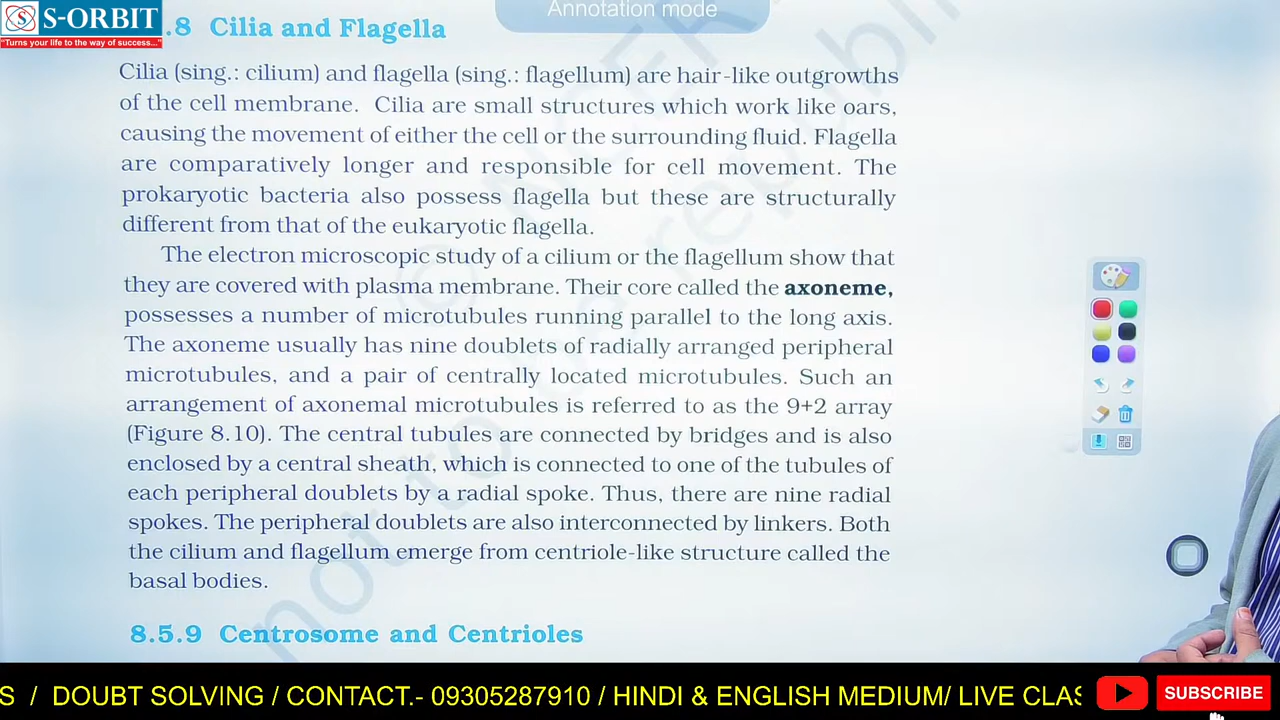 Annotation mode
S-ORBIT
"Turns your life to the way of success..."
.8 Cilia and Flagella
Cilia (sing.: cilium) and flagella (sing.: flagellum) are hair-like outgrowths
of the cell membrane. Cilia are small structures which work like oars,
causing the movement of either the cell or the surrounding fluid. Flagella
are comparatively longer and responsible for cell movement. The
prokaryotic bacteria also possess flagella but these are structurally
different from that of the eukaryotic flagella.
The electron microscopic study of a cilium or the flagellum show that
they are covered with plasma membrane. Their core called the axoneme,
possesses a number of microtubules running parallel to the long axis.
The axoneme usually has nine doublets of radially arranged peripheral
microtubules, and a pair of centrally located microtubules. Such an
arrangement of axonemal microtubules is referred to as the 9+2 array
(Figure 8.10). The central tubules are connected by bridges and is also
enclosed by a central sheath, which is connected to one of the tubules of
each peripheral doublets by a radial spoke. Thus, there are nine radial
spokes. The peripheral doublets are also interconnected by linkers. Both
the cilium and flagellum emerge from centriole-like structure called the
basal bodies.
8.5.9 Centrosome and Centrioles
S / DOUBT SOLVING / CONTACT.- 09305287910 / HINDI & ENGLISH MEDIUM/ LIVE CLAS
SUBSCRIBE